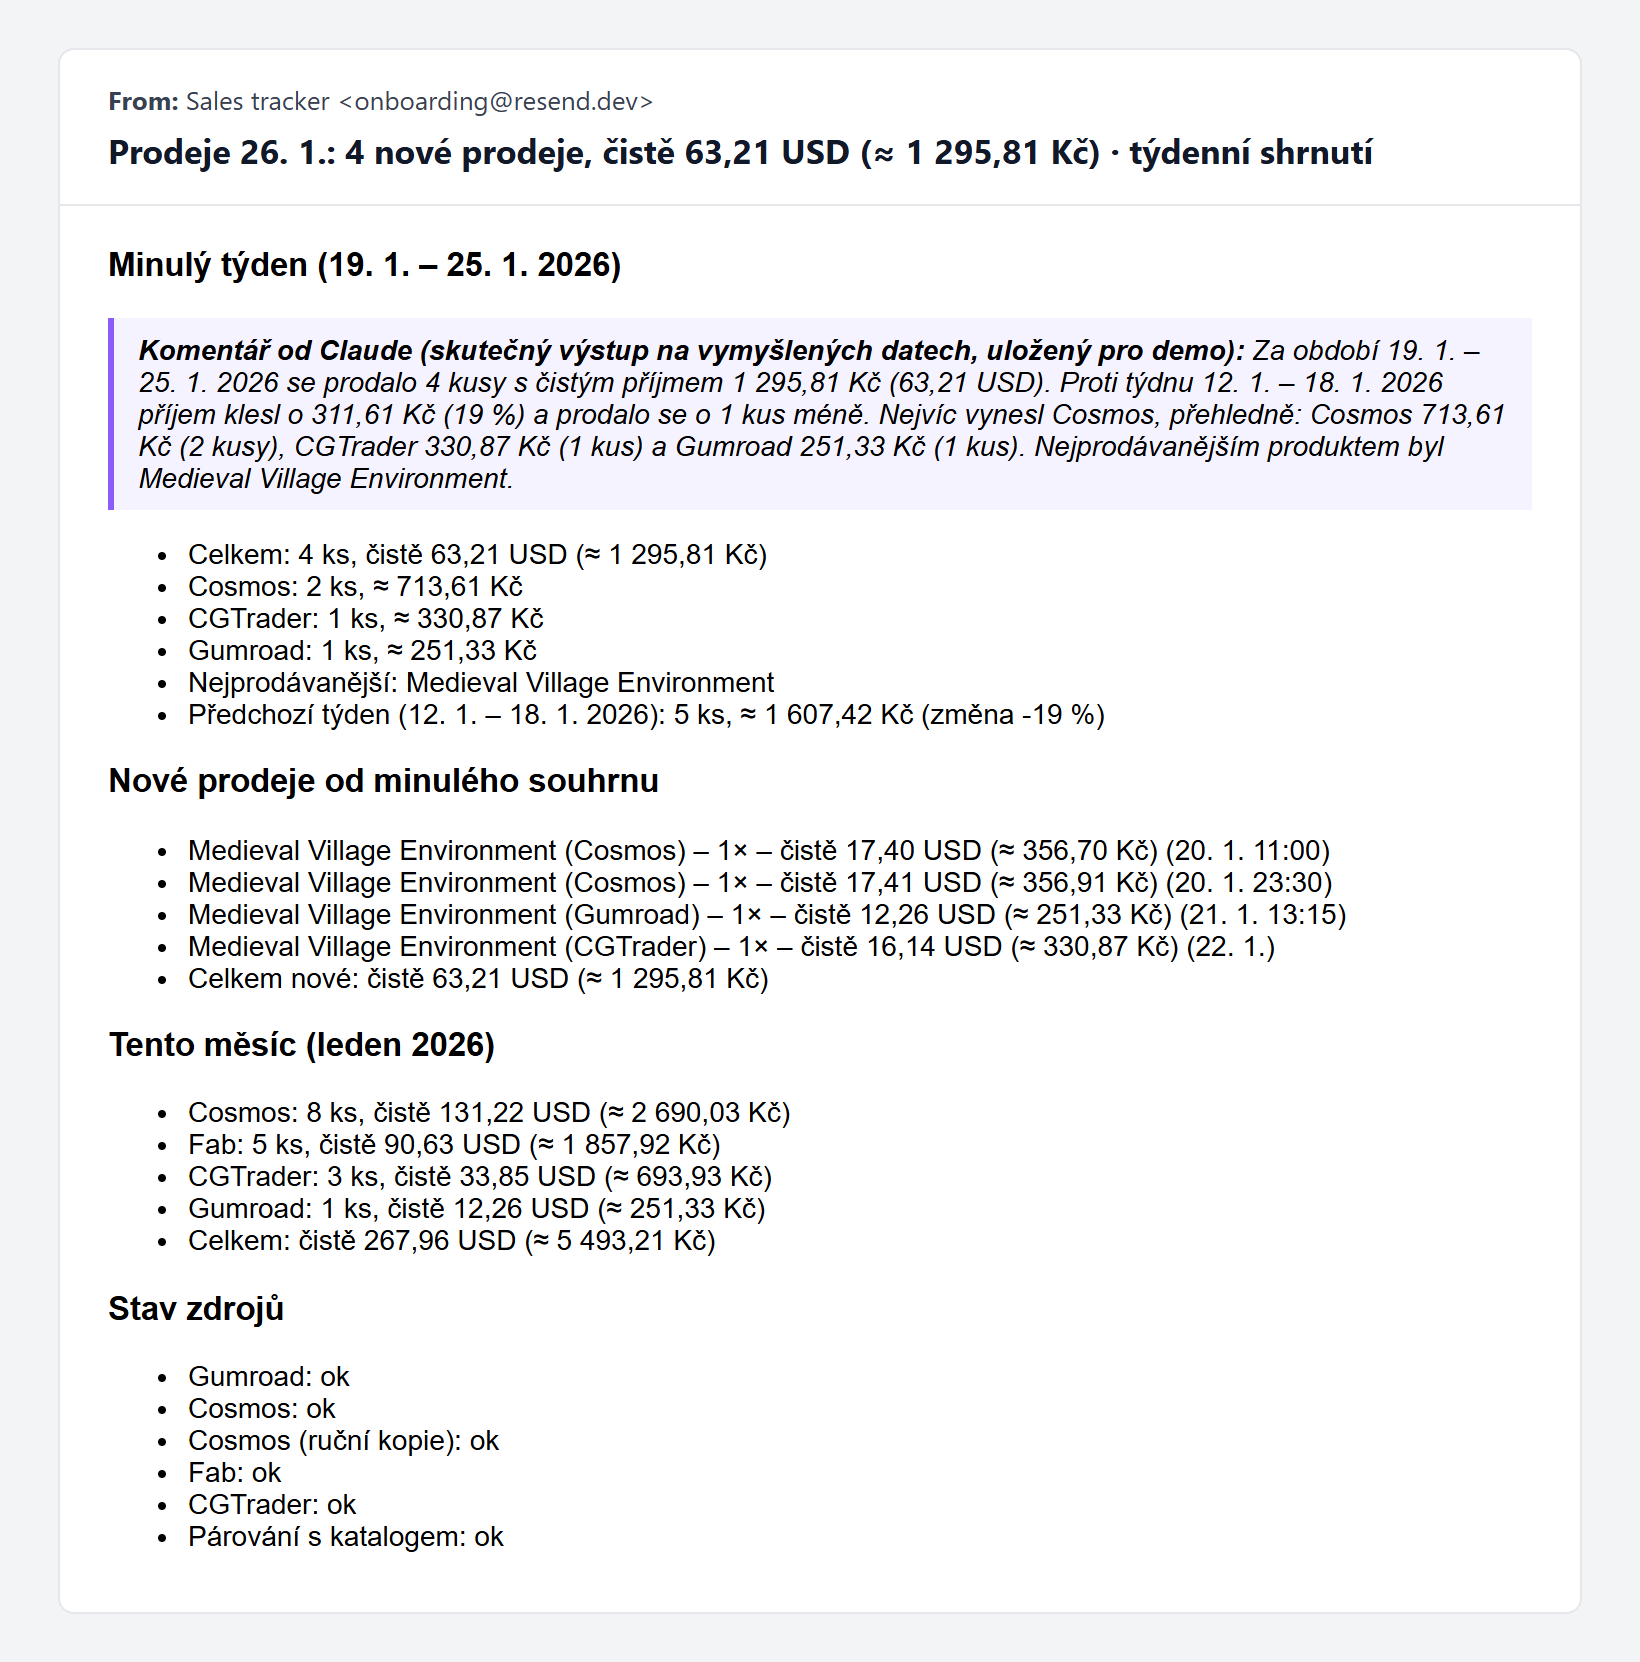 From: Sales tracker <onboarding@resend.dev>
Prodeje 26. 1.: 4 nové prodeje, čistě 63,21 USD (≈ 1 295,81 Kč) · týdenní shrnutí
Minulý týden (19. 1. – 25. 1. 2026)
Komentář od Claude (skutečný výstup na vymyšlených datech, uložený pro demo): Za období 19. 1. –
25. 1. 2026 se prodalo 4 kusy s čistým příjmem 1 295,81 Kč (63,21 USD). Proti týdnu 12. 1. – 18. 1. 2026
příjem klesl o 311,61 Kč (19 %) a prodalo se o 1 kus méně. Nejvíc vynesl Cosmos, přehledně: Cosmos 713,61
Kč (2 kusy), CGTrader 330,87 Kč (1 kus) a Gumroad 251,33 Kč (1 kus). Nejprodávanějším produktem byl
Medieval Village Environment.
• Celkem: 4 ks, čistě 63,21 USD (≈ 1 295,81 Kč)
• Cosmos: 2 ks, ≈ 713,61 Kč
• CGTrader: 1 ks, ≈ 330,87 Kč
• Gumroad: 1 ks, ≈ 251,33 Kč
• Nejprodávanější: Medieval Village Environment
• Předchozí týden (12. 1. – 18. 1. 2026): 5 ks, ≈ 1 607,42 Kč (změna -19 %)
Nové prodeje od minulého souhrnu
• Medieval Village Environment (Cosmos) – 1× – čistě 17,40 USD (≈ 356,70 Kč) (20. 1. 11:00)
• Medieval Village Environment (Cosmos) – 1× – čistě 17,41 USD (≈ 356,91 Kč) (20. 1. 23:30)
• Medieval Village Environment (Gumroad) – 1× – čistě 12,26 USD (≈ 251,33 Kč) (21. 1. 13:15)
• Medieval Village Environment (CGTrader) – 1× – čistě 16,14 USD (≈ 330,87 Kč) (22. 1.)
• Celkem nové: čistě 63,21 USD (≈ 1 295,81 Kč)
Tento měsíc (leden 2026)
• Cosmos: 8 ks, čistě 131,22 USD (≈ 2 690,03 Kč)
• Fab: 5 ks, čistě 90,63 USD (≈ 1 857,92 Kč)
• CGTrader: 3 ks, čistě 33,85 USD (≈ 693,93 Kč)
• Gumroad: 1 ks, čistě 12,26 USD (≈ 251,33 Kč)
• Celkem: čistě 267,96 USD (≈ 5 493,21 Kč)
Stav zdrojů
• Gumroad: ok
• Cosmos: ok
• Cosmos (ruční kopie): ok
• Fab: ok
• CGTrader: ok
• Párování s katalogem: ok